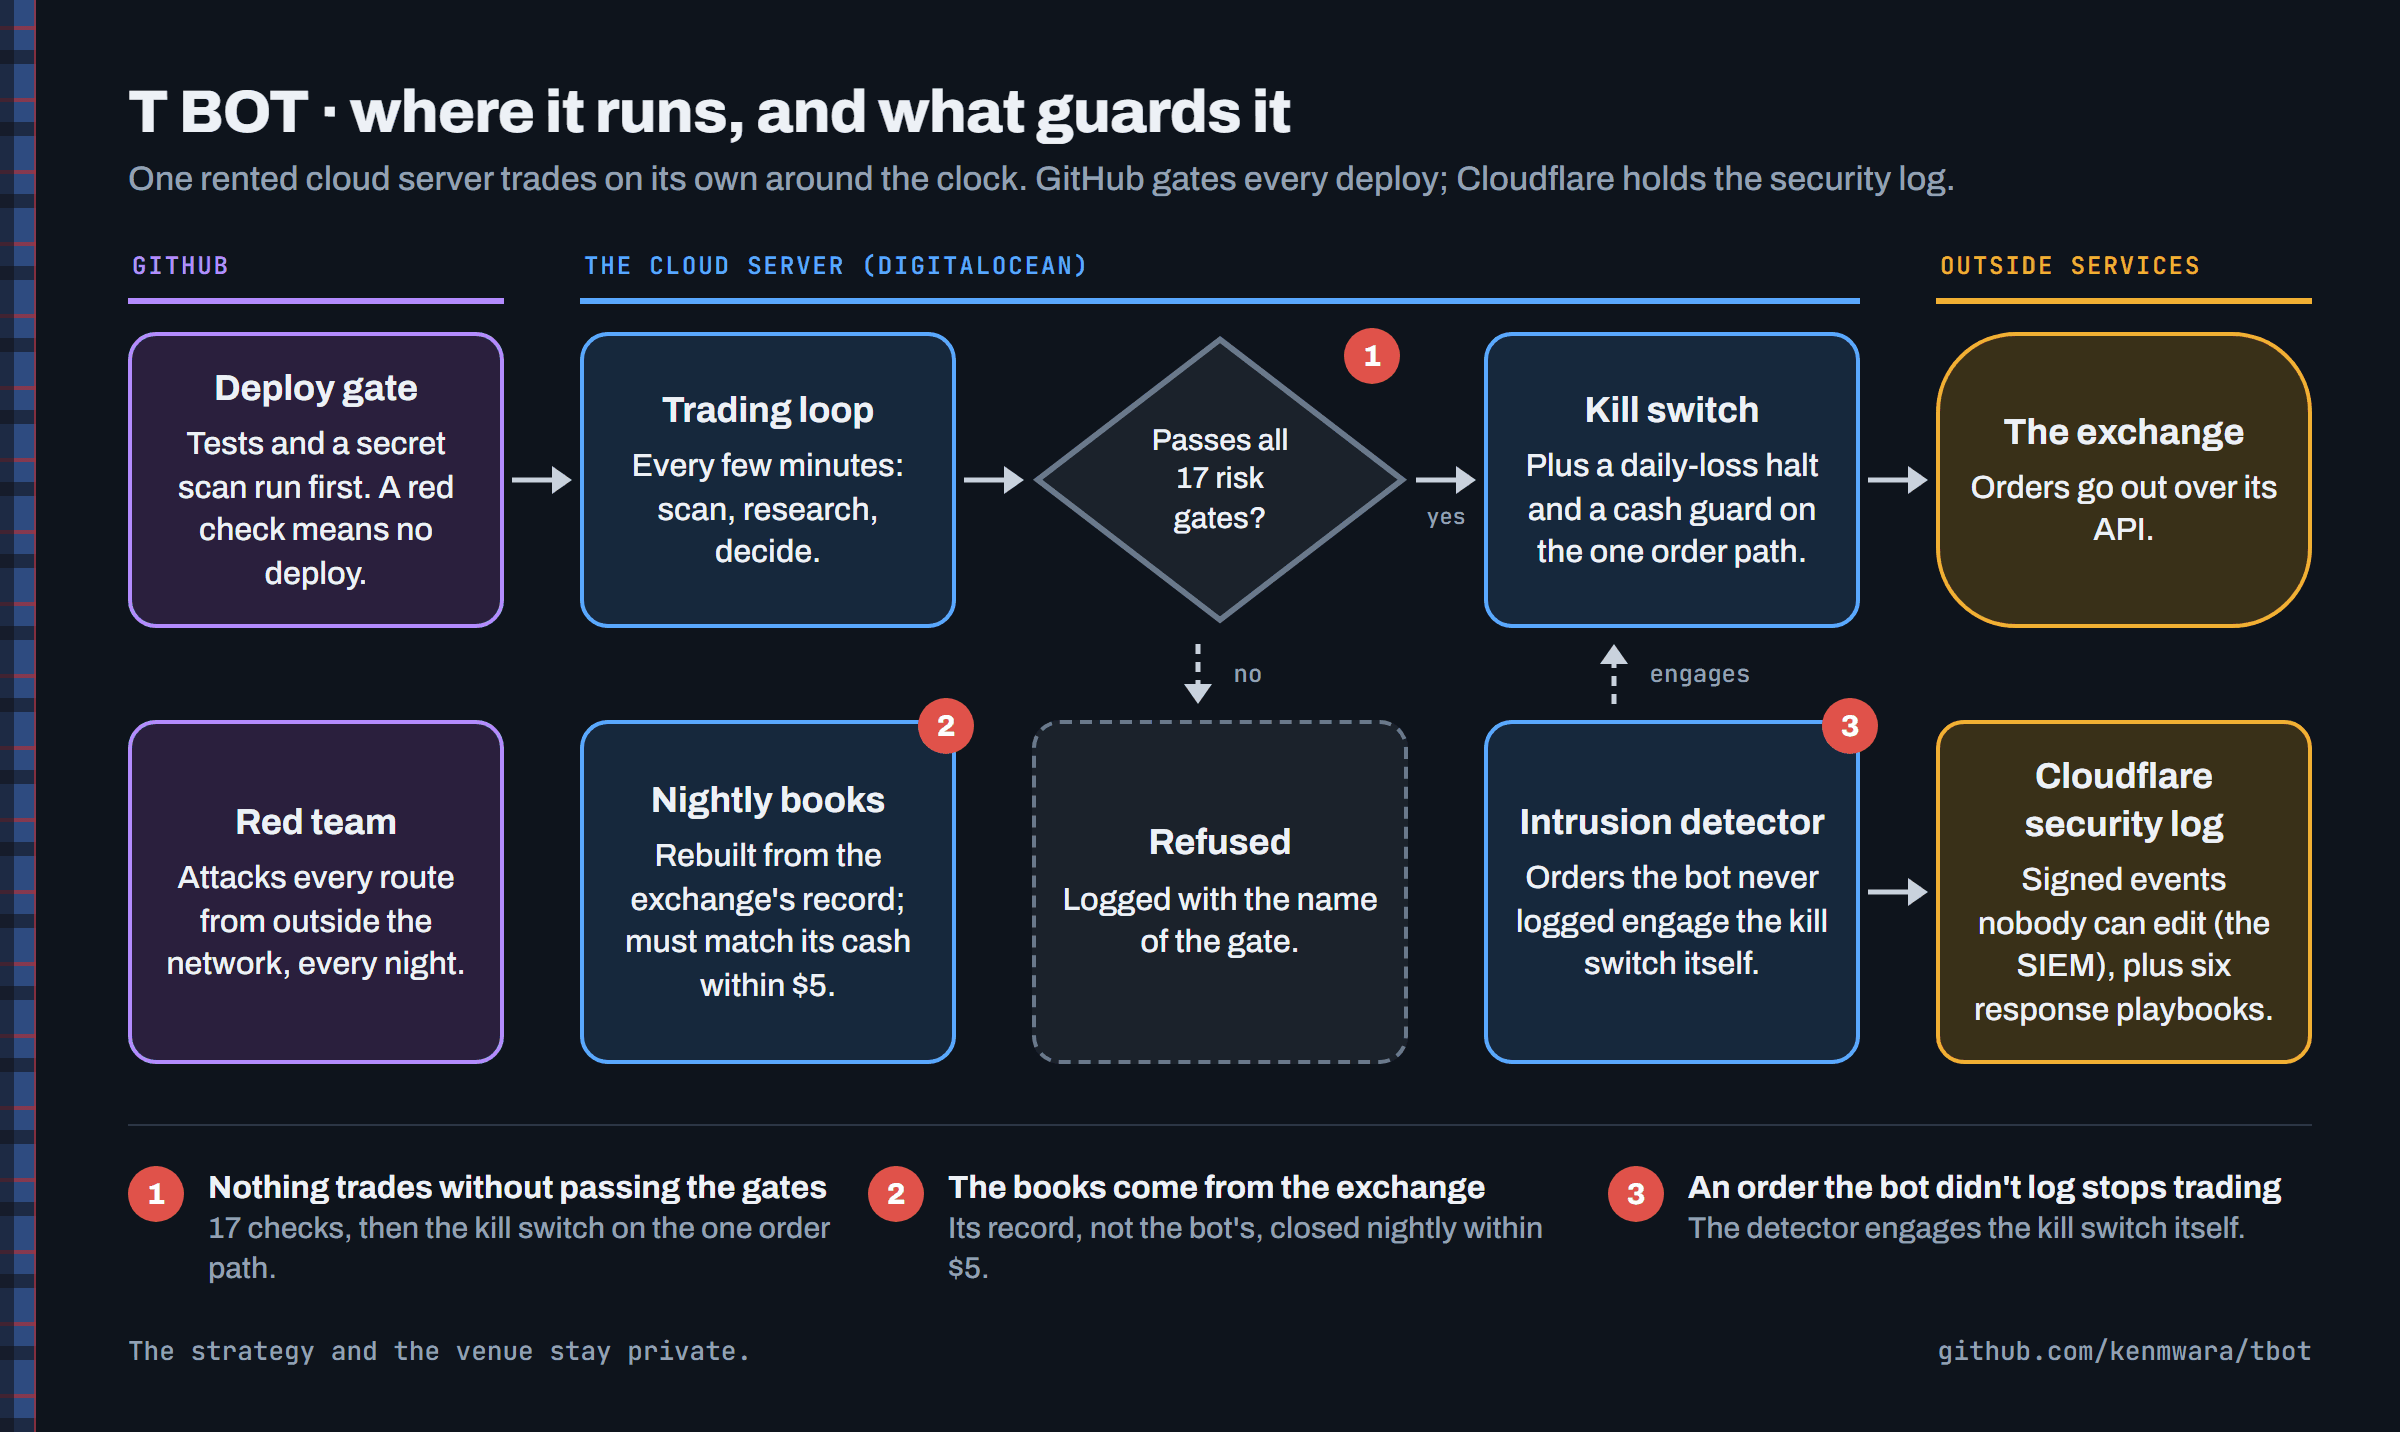 T BOT · where it runs, and what guards it
One rented cloud server trades on its own around the clock. GitHub gates every deploy; Cloudflare holds the security log.
GITHUB
THE CLOUD SERVER (DIGITALOCEAN)
OUTSIDE SERVICES
Deploy gate
Tests and a secret
scan run first. A red
check means no
deploy.
Trading loop
Every few minutes:
scan, research,
decide.
1
Passes all
17 risk
gates?
yes
Kill switch
Plus a daily-loss halt
and a cash guard on
the one order path.
The exchange
Orders go out over its
API.
no
engages
Red team
Attacks every route
from outside the
network, every night.
2
Nightly books
Rebuilt from the
exchange's record;
must match its cash
within $5.
Refused
Logged with the name
of the gate.
3
Intrusion detector
Orders the bot never
logged engage the kill
switch itself.
Cloudflare
security log
Signed events
nobody can edit (the
SIEM), plus six
response playbooks.
1
Nothing trades without passing the gates
17 checks, then the kill switch on the one order
path.
2
The books come from the exchange
Its record, not the bot's, closed nightly within
$5.
3
An order the bot didn't log stops trading
The detector engages the kill switch itself.
The strategy and the venue stay private.
github.com/kenmwara/tbot